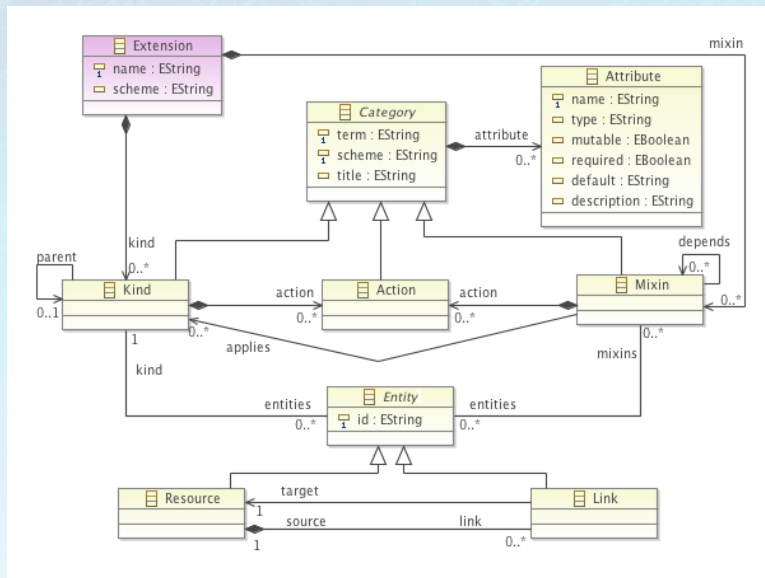 Extension
name : EString
scheme : EString
mixin
Attribute
name : EString
type : EString
mutable : EBoolean
required : EBoolean
default : EString
description : EString
Category
term : EString
scheme : EString
title : EString
attribute
0..*
kind
0..*
parent
0..1
Kind
action
0..*
Action
action
0..*
Mixin
depends
0..*
0..*
0..*
applies
1
kind
0..*
mixins
Entity
id : EString
entities
0..*
entities
0..*
Resource
target
1
source
1
link
0..*
Link